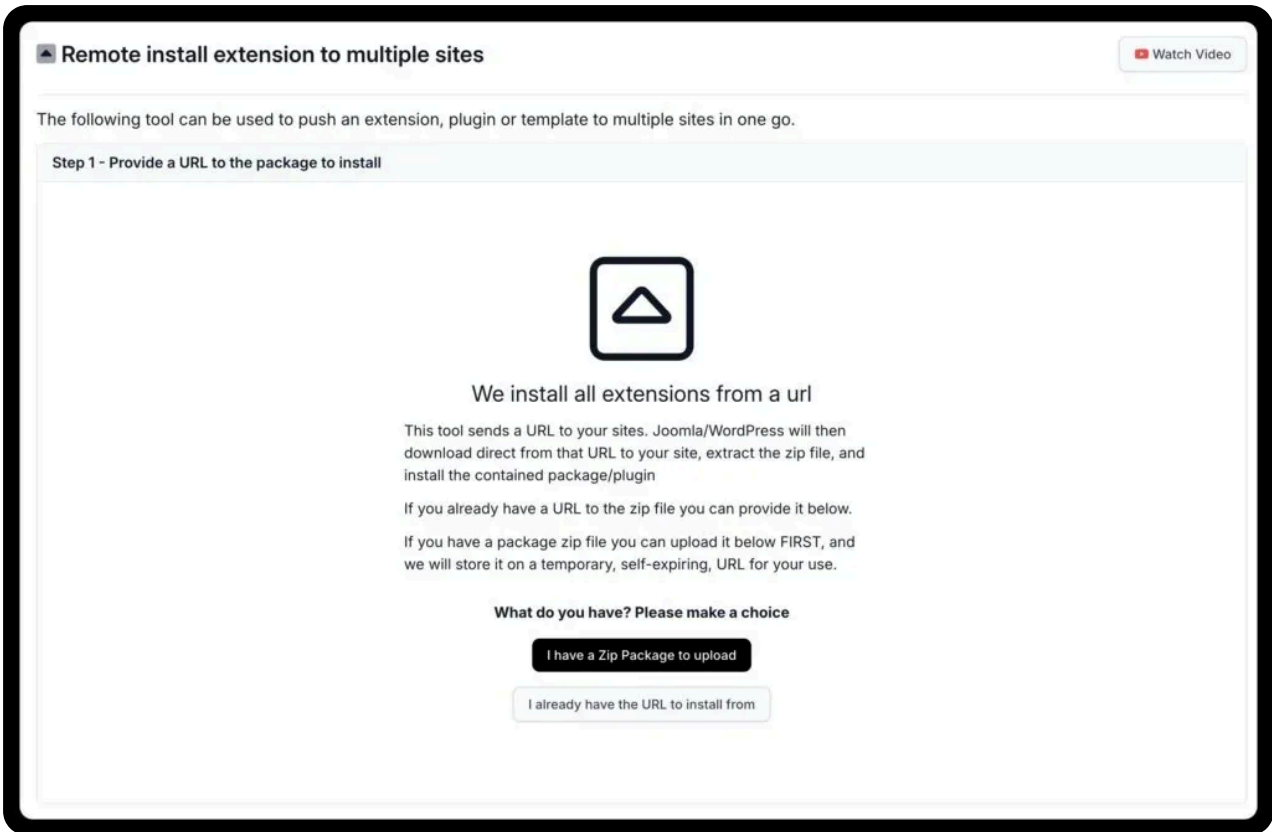 Remote install extension to multiple sites
Watch Video
The following tool can be used to push an extension, plugin or template to multiple sites in one go.
Step 1 - Provide a URL to the package to install
We install all extensions from a url
This tool sends a URL to your sites. Joomla/WordPress will then
download direct from that URL to your site, extract the zip file, and
install the contained package/plugin
If you already have a URL to the zip file you can provide it below.
If you have a package zip file you can upload it below FIRST, and
we will store it on a temporary, self-expiring, URL for your use.
What do you have? Please make a choice
I have a Zip Package to upload
I already have the URL to install from